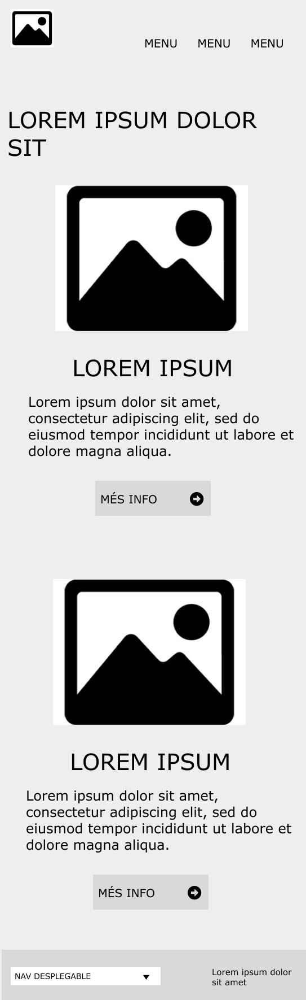 MENU MENU MENU
LOREM IPSUM DOLOR
SIT
LOREM IPSUM
Lorem ipsum dolor sit amet,
consectetur adipiscing elit, sed do
eiusmod tempor incididunt ut labore et
dolore magna aliqua.
MÉS INFO
LOREM IPSUM
Lorem ipsum dolor sit amet,
consectetur adipiscing elit, sed do
eiusmod tempor incididunt ut labore et
dolore magna aliqua.
MÉS INFO
NAV DESPLEGABLE
Lorem ipsum dolor
sit amet